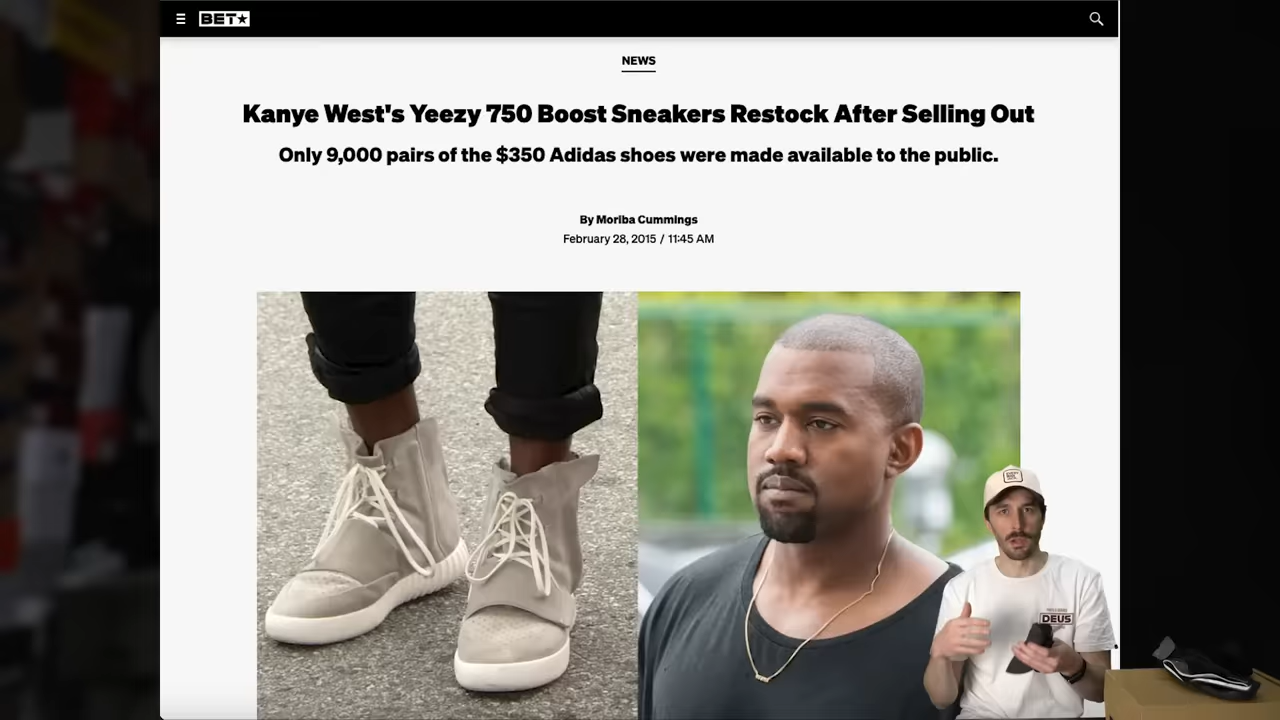 BET
NEWS
Kanye West's Yeezy 750 Boost Sneakers Restock After Selling Out
Only 9,000 pairs of the $350 Adidas shoes were made available to the public.
By Moriba Cummings
February 28, 2015 / 11:45 AM
DEUS